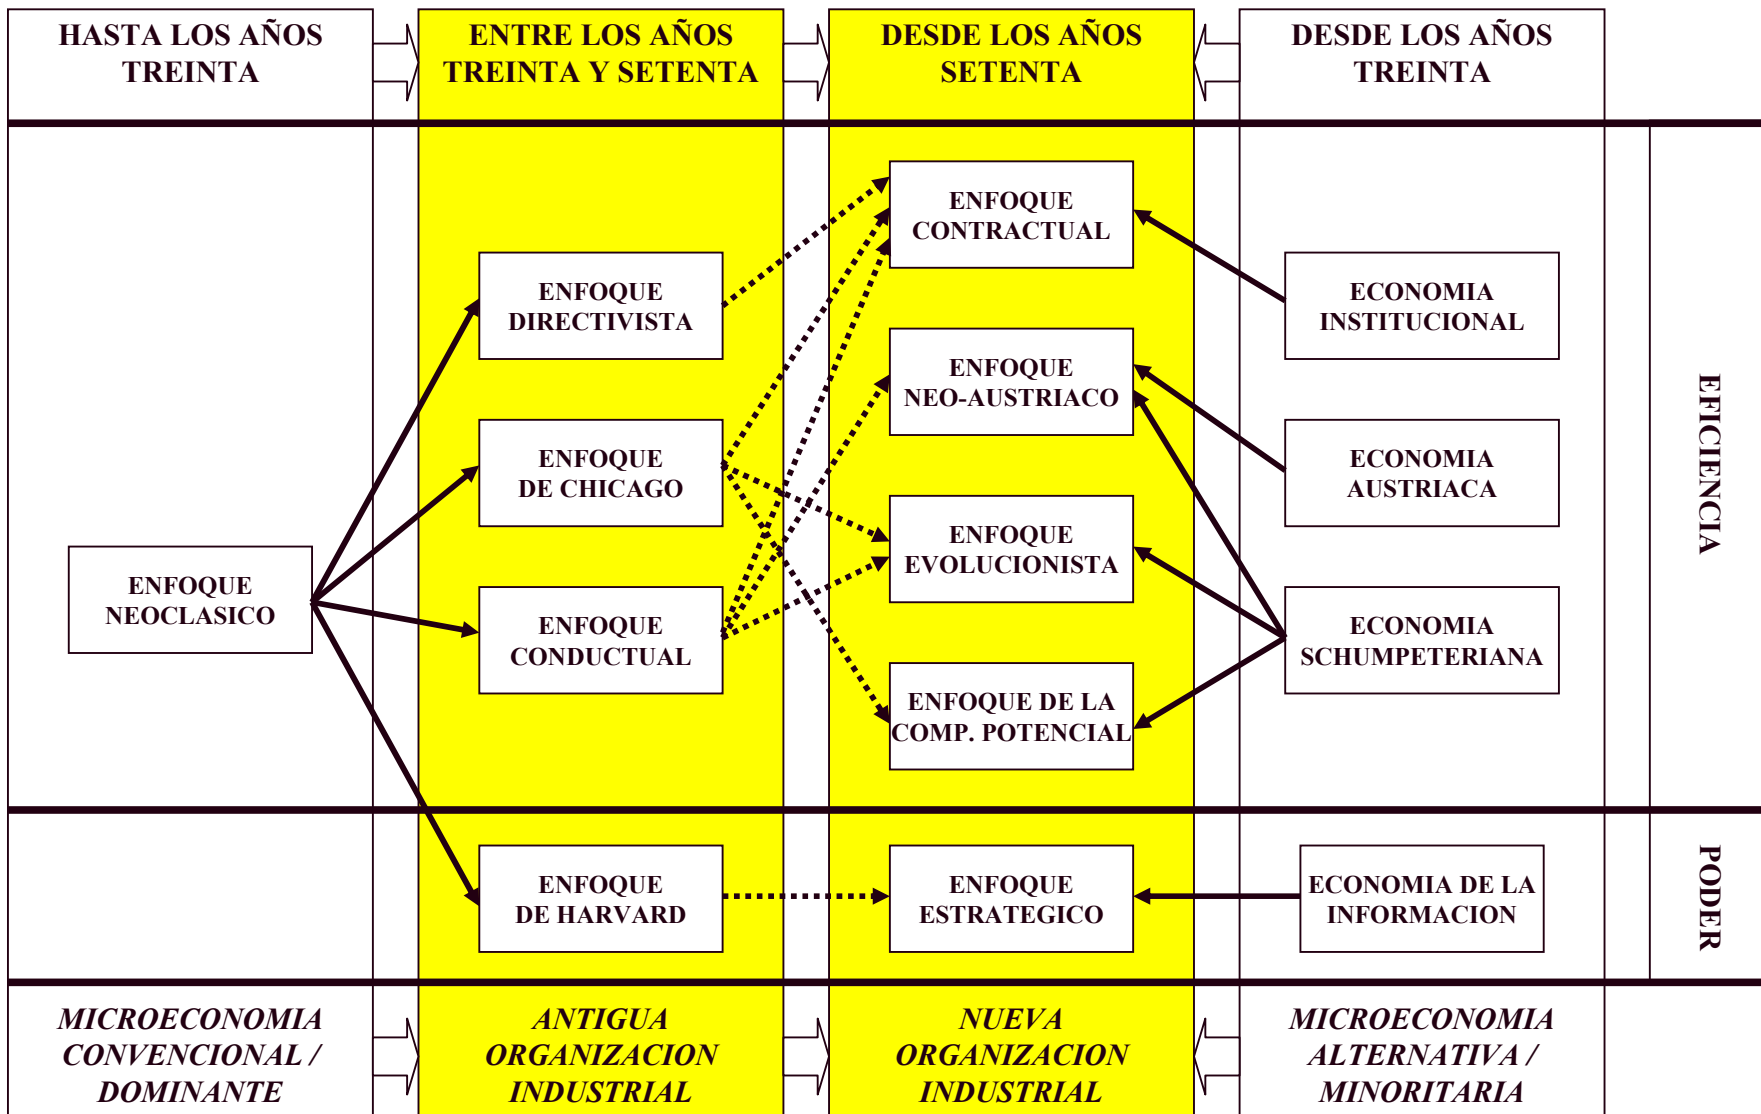 HASTA LOS AÑOS
TREINTA
ENTRE LOS AÑOS
TREINTA Y SETENTA
DESDE LOS AÑOS
SETENTA
DESDE LOS AÑOS
TREINTA
ENFOQUE
NEOCLASICO
ENFOQUE
DIRECTIVISTA
ENFOQUE
DE CHICAGO
ENFOQUE
CONDUCTUAL
ENFOQUE
DE HARVARD
ENFOQUE
CONTRACTUAL
ENFOQUE
NEO-AUSTRIACO
ENFOQUE
EVOLUCIONISTA
ENFOQUE DE LA
COMP. POTENCIAL
ENFOQUE
ESTRATEGICO
ECONOMIA
INSTITUCIONAL
ECONOMIA
AUSTRIACA
ECONOMIA
SCHUMPETERIANA
ECONOMIA DE LA
INFORMACION
EFICIENCIA
PODER
MICROECONOMIA
CONVENCIONAL /
DOMINANTE
ANTIGUA
ORGANIZACION
INDUSTRIAL
NUEVA
ORGANIZACION
INDUSTRIAL
MICROECONOMIA
ALTERNATIVA /
MINORITARIA